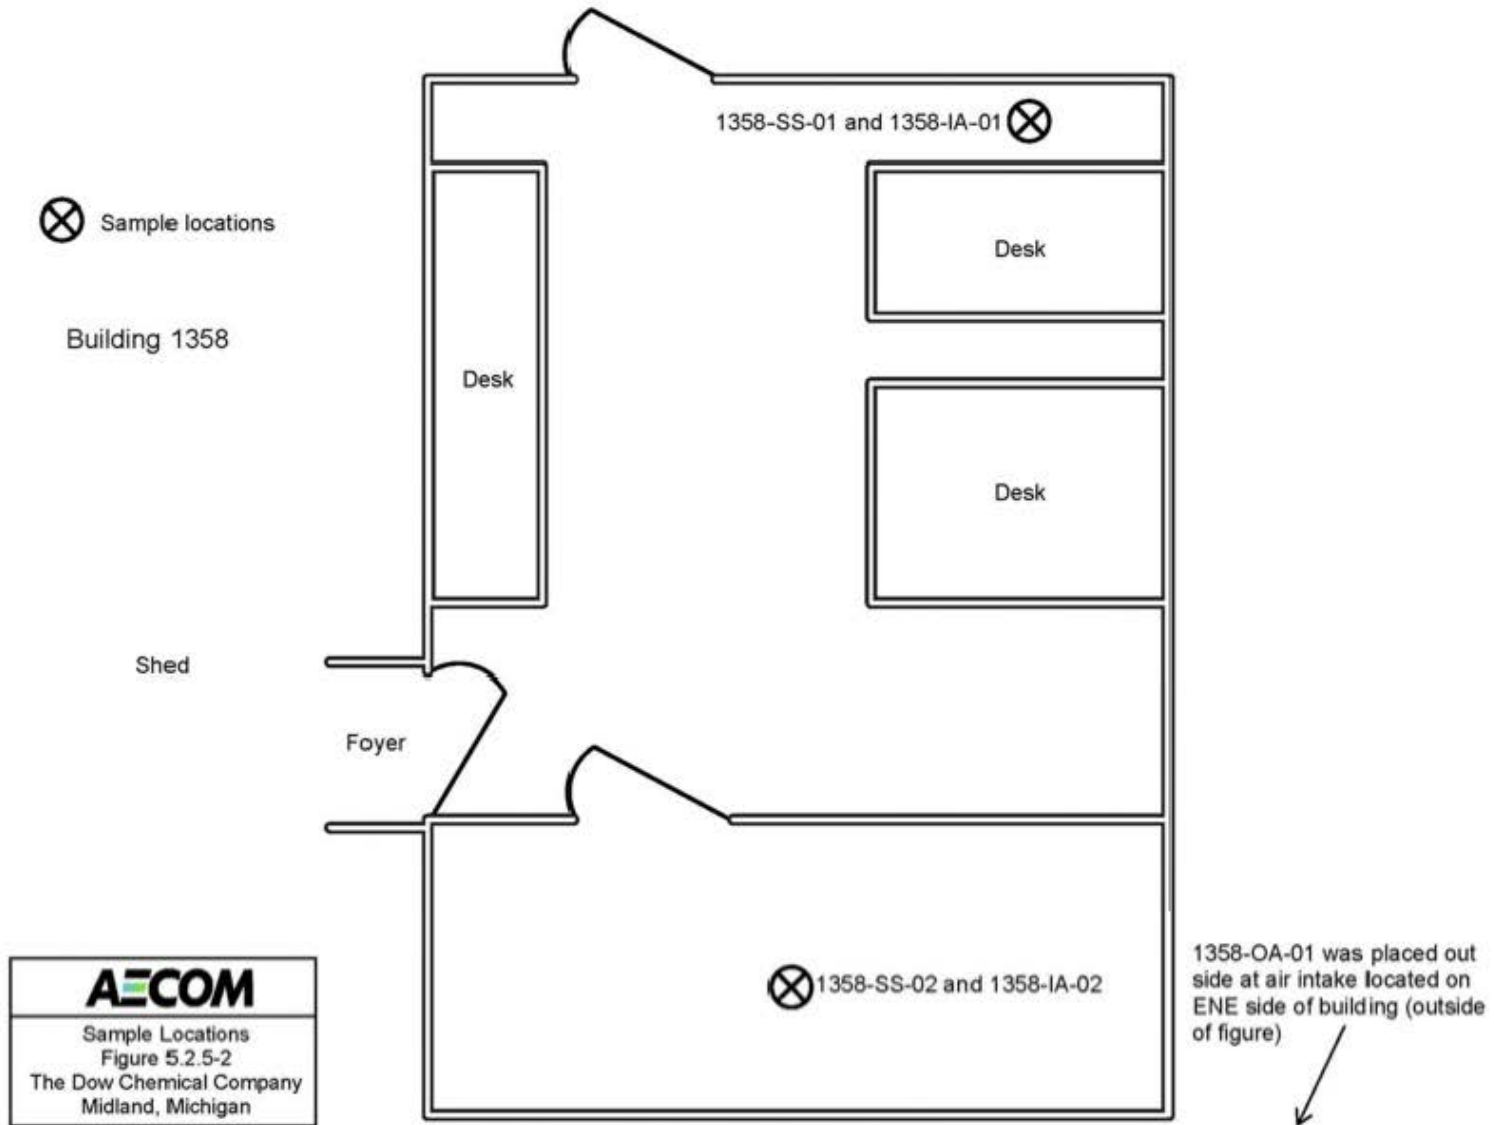 1358-SS-01 and 1358-IA-01
Sample locations
Desk
Building 1358
Desk
Desk
Shed
Foyer
1358-SS-02 and 1358-IA-02
1358-OA-01 was placed out
side at air intake located on
ENE side of building (outside
of figure)
AECOM
Sample Locations
Figure 5.2.5-2
The Dow Chemical Company
Midland, Michigan